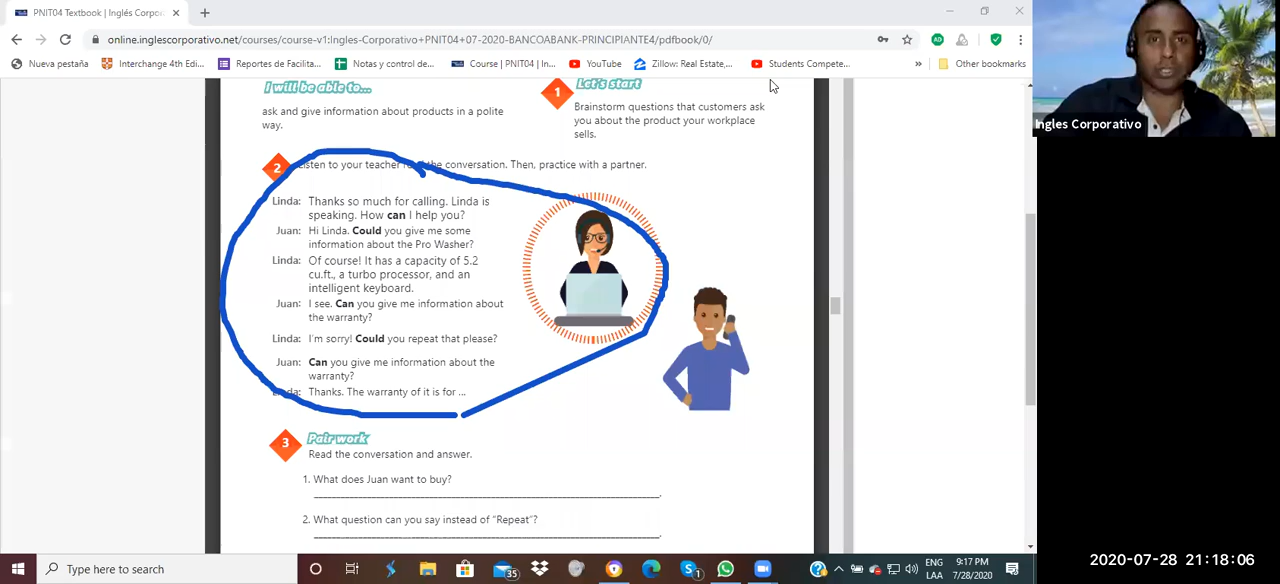 PNIT04 Textbook | Inglés Corpora
online.inglescorporativo.net/courses/course-v1:Ingles-Corporativo+PNIT04+07-2020-BANCOABANK-PRINCIPIANTE4/pdfbook/0/
Nueva pestaña
Interchange 4th Edi...
Reportes de Facilita...
Notas y control de...
Course | PNIT04 | In...
YouTube
Zillow: Real Estate,...
Students Compete...
»
Other bookmarks
Ingles Corporativo
I will be able to...
ask and give information about products in a polite
way.
1
Let's start
Brainstorm questions that customers ask
you about the product your workplace
sells.
2
Listen to your teacher the conversation. Then, practice with a partner.
Linda: Thanks so much for calling. Linda is
speaking. How can I help you?
Juan: Hi Linda. Could you give me some
information about the Pro Washer?
Linda: Of course! It has a capacity of 5.2
cu.ft., a turbo processor, and an
intelligent keyboard.
Juan: I see. Can you give me information about
the warranty?
Linda: I'm sorry! Could you repeat that please?
Juan: Can you give me information about the
warranty?
Linda: Thanks. The warranty of it is for ...
3
Pair work
Read the conversation and answer.
1. What does Juan want to buy?
2. What question can you say instead of "Repeat"?
Type here to search
35
1
ENG
LAA
9:17 PM
7/28/2020
2020-07-28 21:18:06